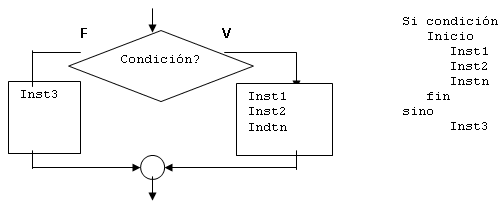 F
V
Condición?
Inst3
Inst1
Inst2
Indtn
Si condición
Inicio
Inst1
Inst2
Instn
fin
sino
Inst3